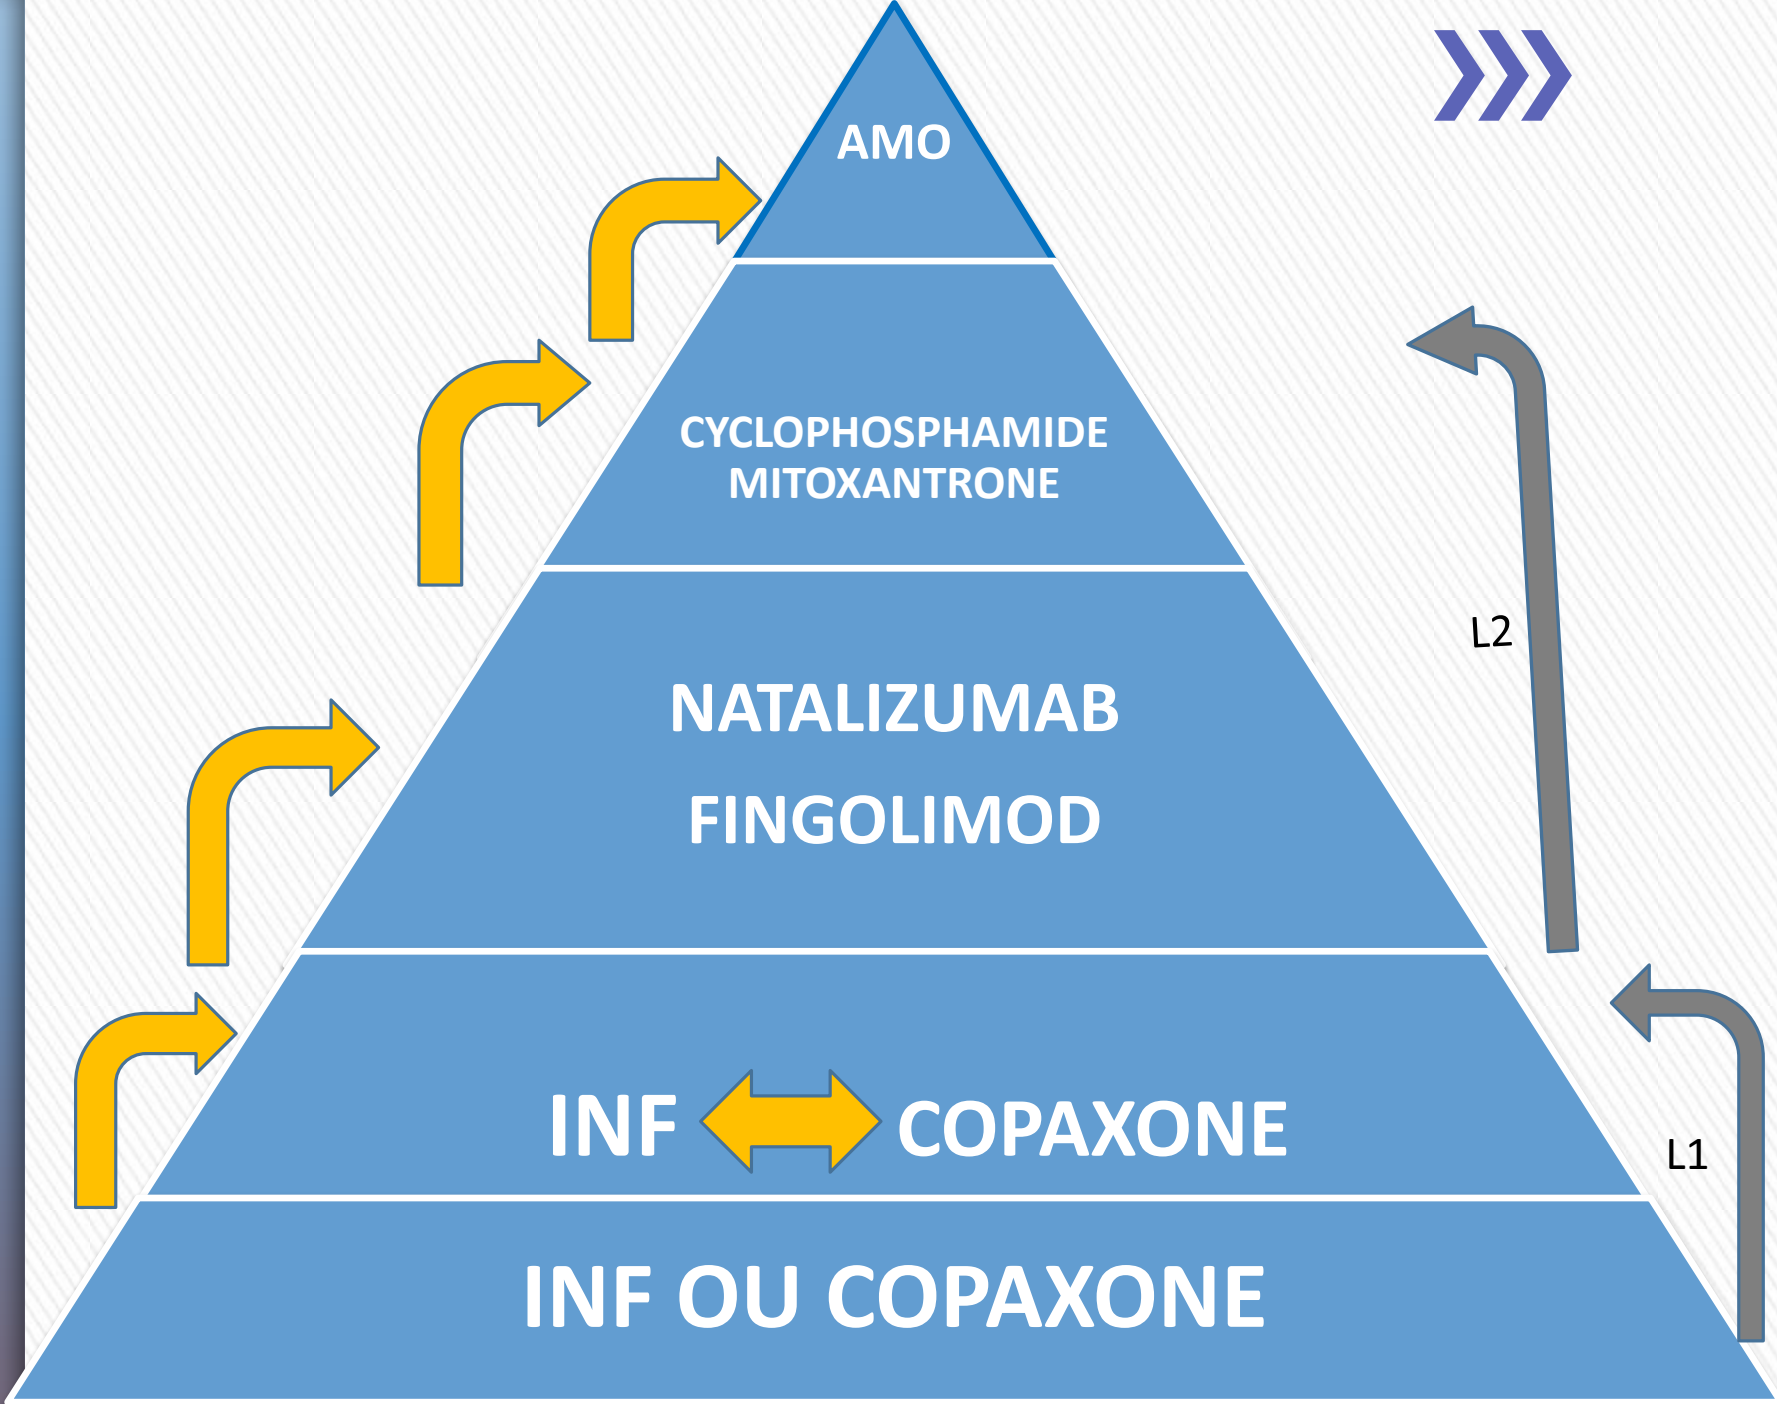 AMO
CYCLOPHOSPHAMIDE
MITOXANTRONE
L2
NATALIZUMAB
FINGOLIMOD
INF COPAXONE
L1
INF OU COPAXONE